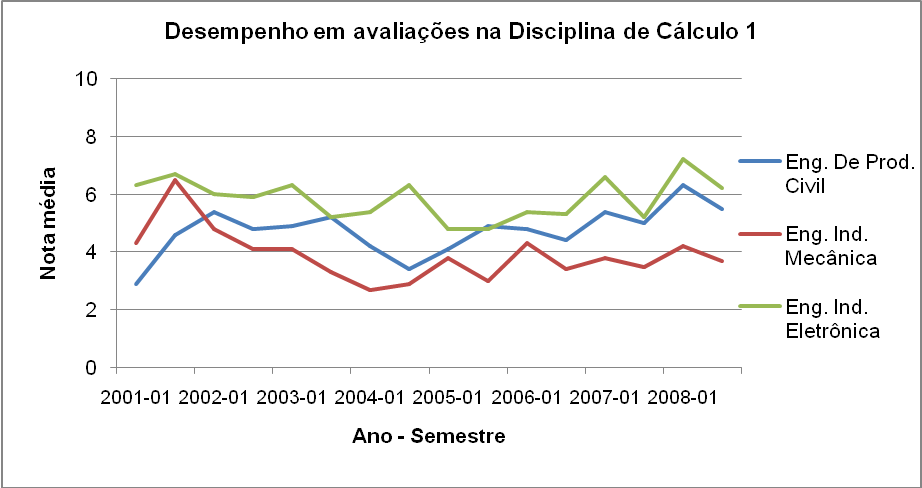 Desempenho em avaliações na Disciplina de Cálculo 1
10
8
6
4
2
0
Nota média
2001-01 2002-01 2003-01 2004-01 2005-01 2006-01 2007-01 2008-01
Ano - Semestre
Eng. De Prod.
Civil
Eng. Ind.
Mecânica
Eng. Ind.
Eletrônica